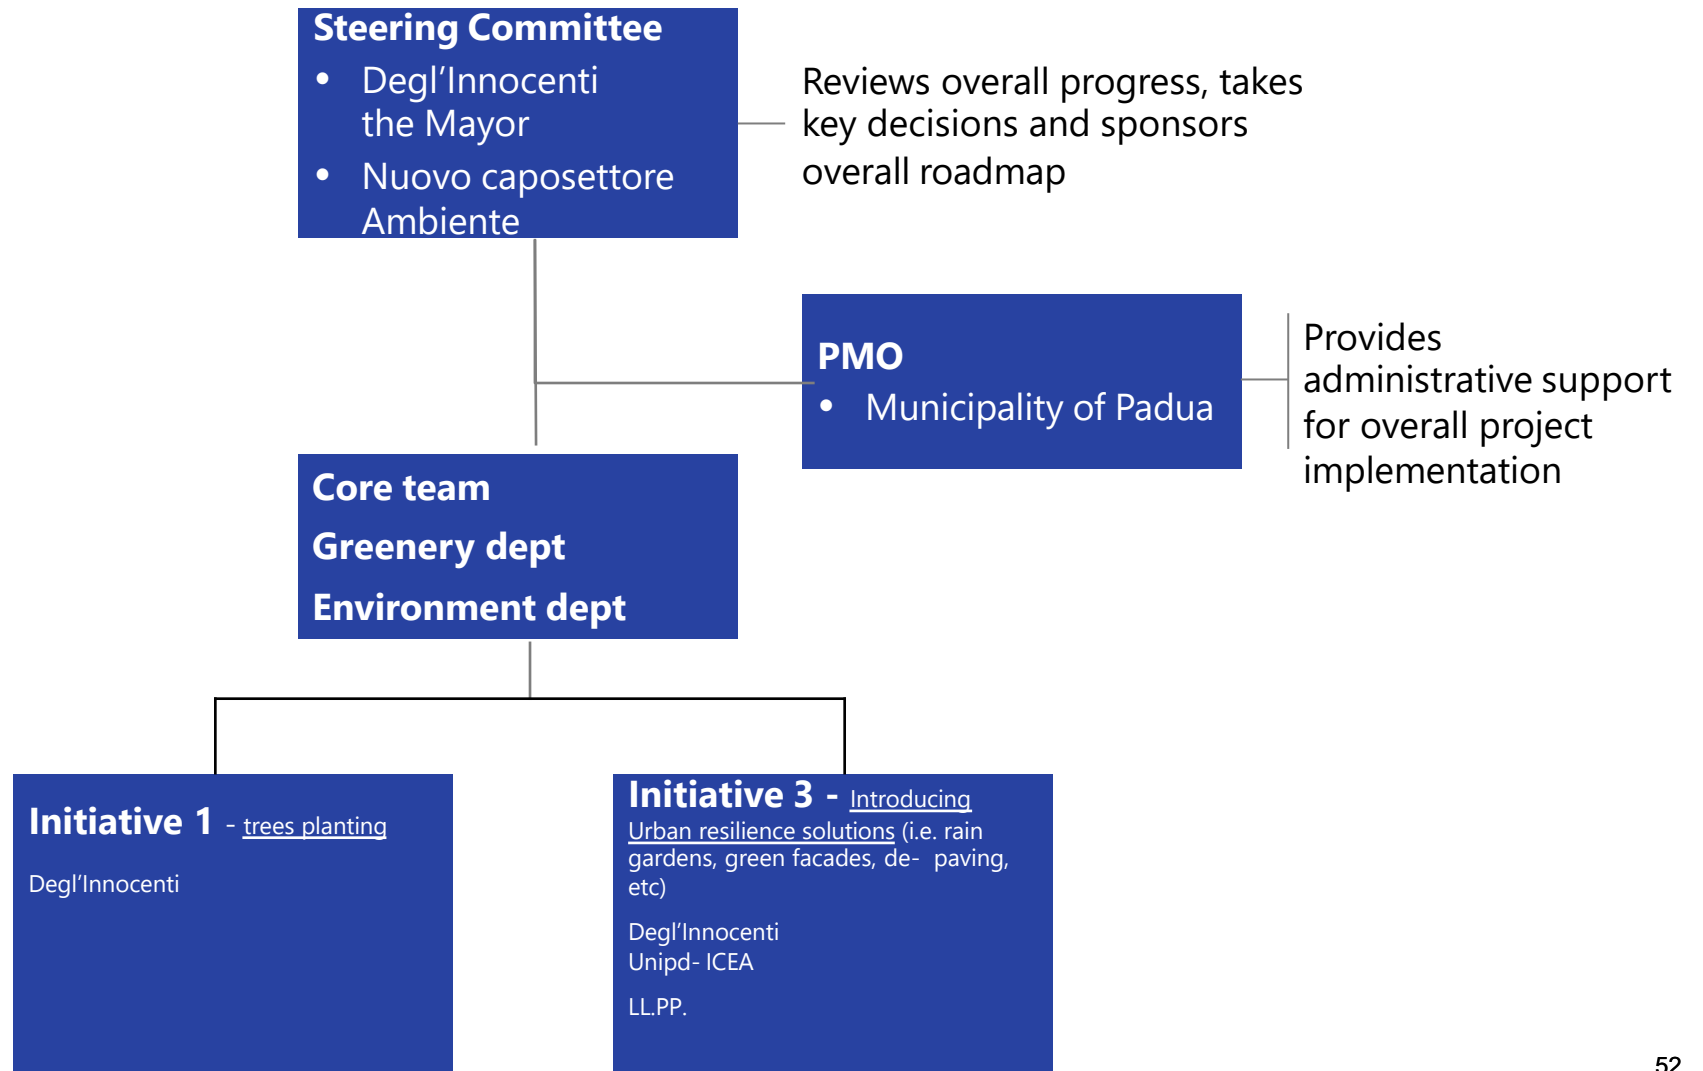 Steering Committee
• Degl’Innocenti
the Mayor
• Nuovo caposettore
Ambiente
Reviews overall progress, takes
key decisions and sponsors
overall roadmap
PMO
• Municipality of Padua
Provides
administrative support
for overall project
implementation
Core team
Greenery dept
Environment dept
Initiative 1 - trees planting
Degl’Innocenti
Initiative 3 - Introducing
Urban resilience solutions (i.e. rain
gardens, green facades, de- paving,
etc)
Degl’Innocenti
Unipd- ICEA
LL.PP.
52